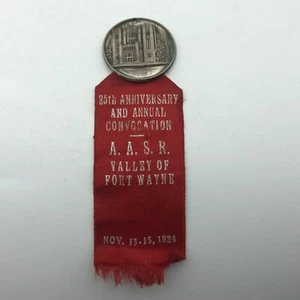 25th ANNIVERSARY
AND ANNUAL
CONVOCATION
A. A. S. R.
VALLEY OF
FORT WAYNE
NOV. 13-15, 1934